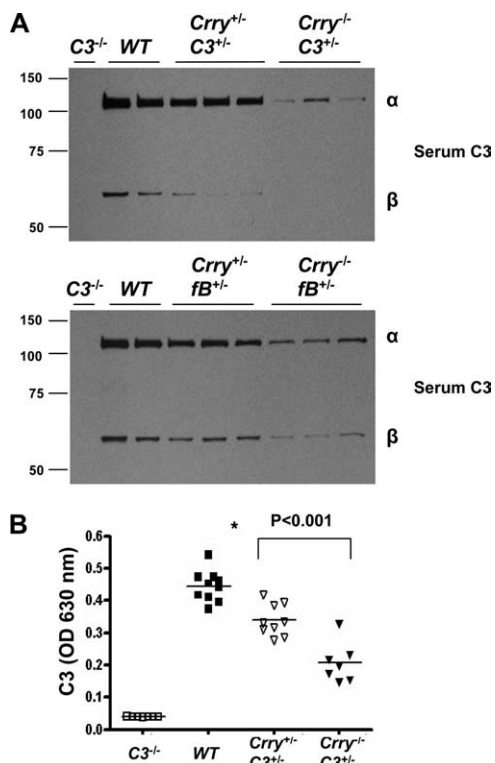 A
C3-/- WT Crry+/- C3+/- Crry-/- C3+/-
150
100
75
50
α
Serum C3
β
C3-/- WT Crry+/- fB+/- Crry-/- fB+/-
150
100
75
50
α
Serum C3
β
B
* P<0.001
C3 (OD 630 nm)
0.6
0.5
0.4
0.3
0.2
0.1
0.0
C3-/- WT Crry+/- C3+/- Crry-/- C3+/-